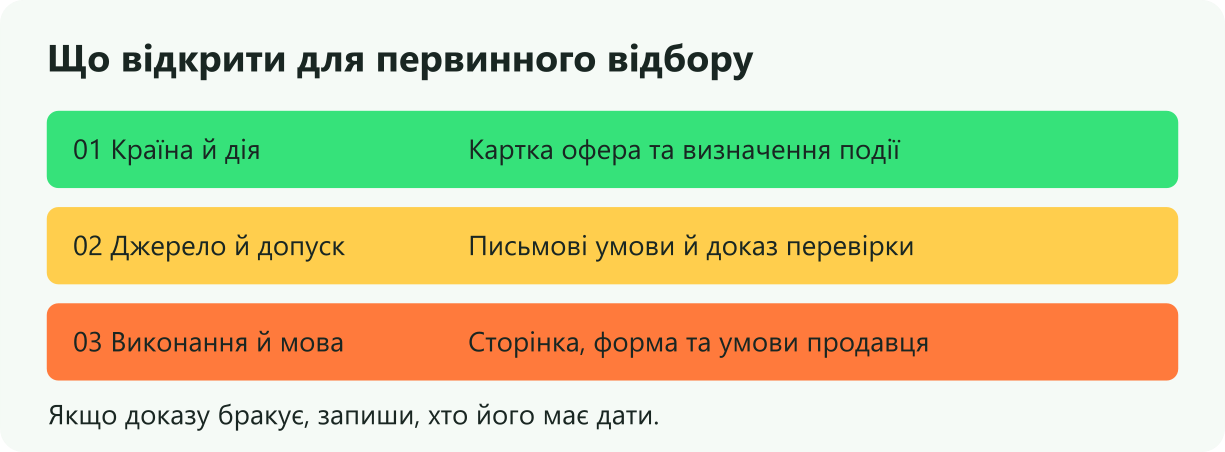 Що відкрити для первинного відбору
01 Країна й дія Картка офера та визначення події
02 Джерело й допуск Письмові умови й доказ перевірки
03 Виконання й мова Сторінка, форма та умови продавця
Якщо доказу бракує, запиши, хто його має дати.